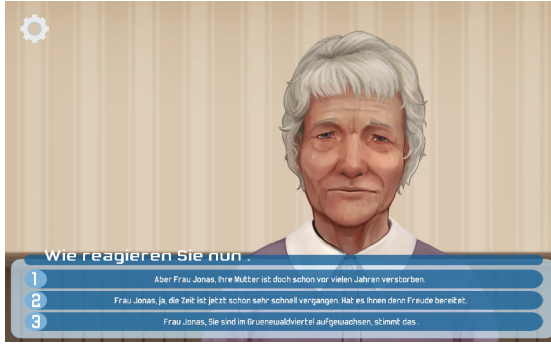 Wie reagieren Sie nun .
1 Aber Frau Jonas, Ihre Mutter ist doch schon vor vielen Jahren verstorben.
2 Frau Jonas, ja, die Zeit ist jetzt schon sehr schnell vergangen. Hat es Ihnen denn Freude bereitet.
3 Frau Jonas, Sie sind im Gruenewaldviertel aufgewachsen, stimmt das .